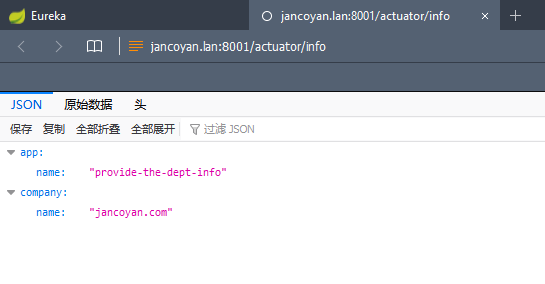 Eureka
jancoyan.lan:8001/actuator/info
jancoyan.lan:8001/actuator/info
JSON 原始数据 头
保存 复制 全部折叠 全部展开 过滤 JSON
app:
name: "provide-the-dept-info"
company:
name: "jancoyan.com"